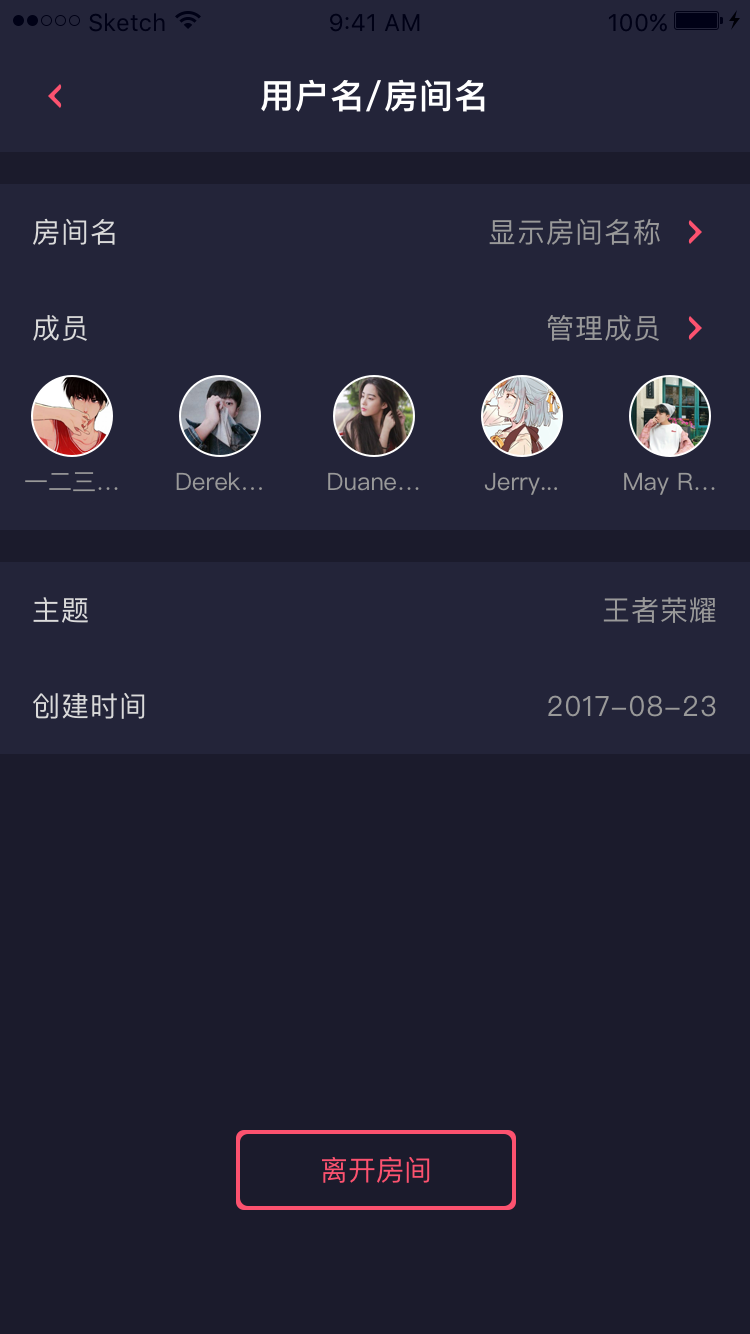 Sketch 9:41 AM 100%
用户名/房间名
房间名 显示房间名称
成员 管理成员
一二三... Derek... Duane... Jerry... May R...
主题 王者荣耀
创建时间 2017-08-23
离开房间